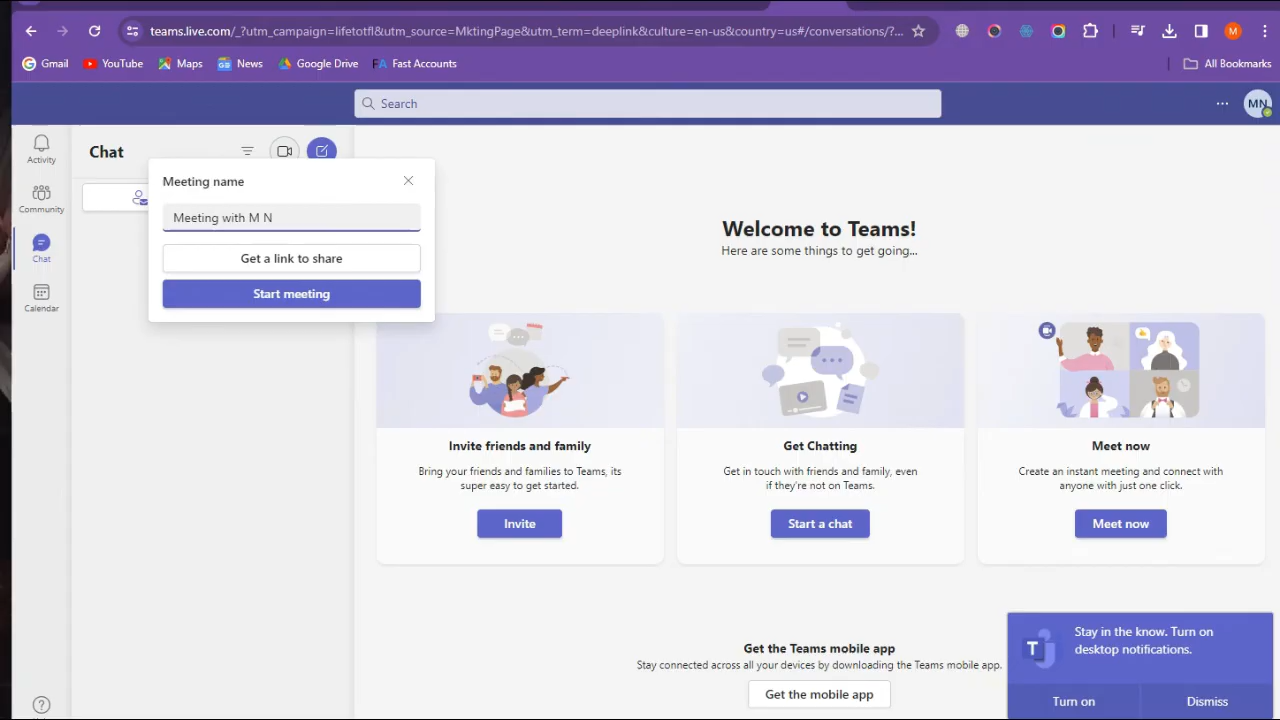 teams.live.com/_?utm_campaign=lifetotfl&utm_source=MktingPage&utm_term=deeplink&culture=en-us&country=us#/conversations/?...
M
Gmail
YouTube
Maps
News
Google Drive
FA Fast Accounts
All Bookmarks
Search
MN
Activity
Community
Chat
Calendar
Chat
Meeting name
Meeting with M N
Get a link to share
Start meeting
Welcome to Teams!
Here are some things to get going...
Invite friends and family
Bring your friends and families to Teams, its
super easy to get started.
Invite
Get Chatting
Get in touch with friends and family, even
if they're not on Teams.
Start a chat
Meet now
Create an instant meeting and connect with
anyone with just one click.
Meet now
Get the Teams mobile app
Stay connected across all your devices by downloading the Teams mobile app.
Get the mobile app
T
Stay in the know. Turn on
desktop notifications.
Turn on
Dismiss